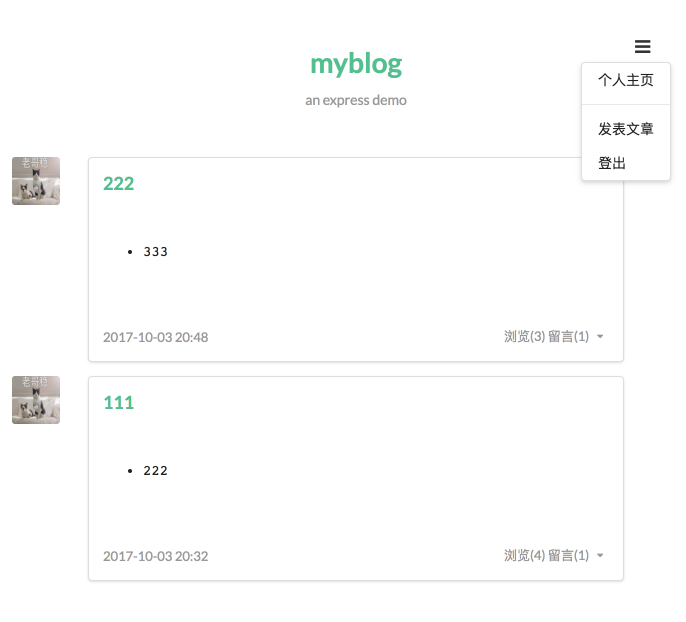 myblog
an express demo
个人主页
发表文章
登出
老哥稳
222
333
2017-10-03 20:48
浏览(3) 留言(1)
老哥稳
111
222
2017-10-03 20:32
浏览(4) 留言(1)